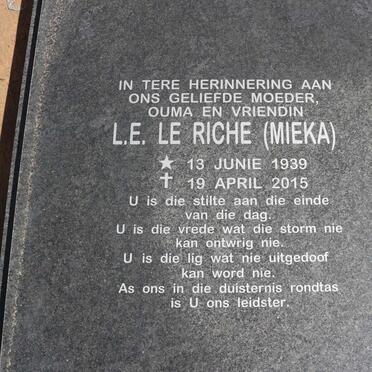 IN TERE HERINNERING AAN
ONS GELIEFDE MOEDER,
OUMA EN VRIENDIN
L.E. LE RICHE (MIEKA)
★ 13 JUNIE 1939
✝ 19 APRIL 2015
U is die stilte aan die einde
van die dag.
U is die vrede wat die storm nie
kan ontwrig nie.
U is die lig wat nie uitgedoof
kan word nie.
As ons in die duisternis rondtas
is U ons leidster.